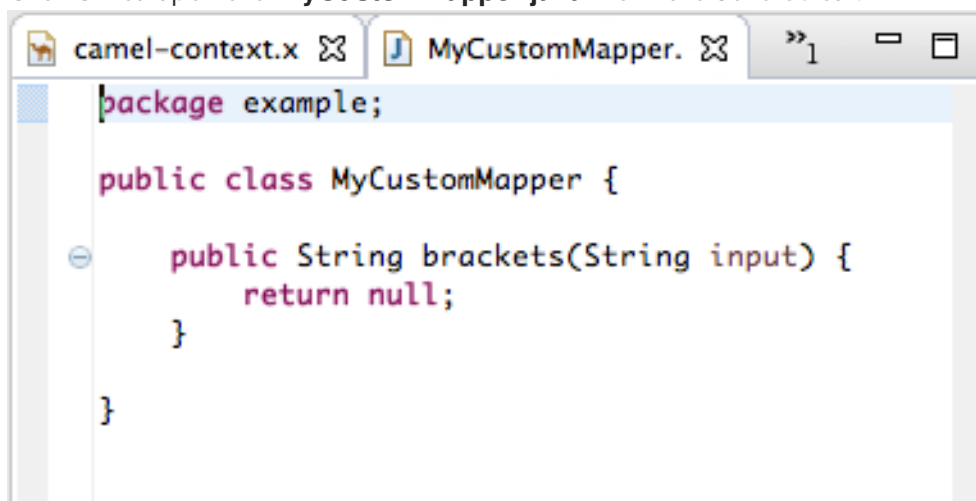 camel-context.x MyCustomMapper. »1
package example;
public class MyCustomMapper {
public String brackets(String input) {
return null;
}
}